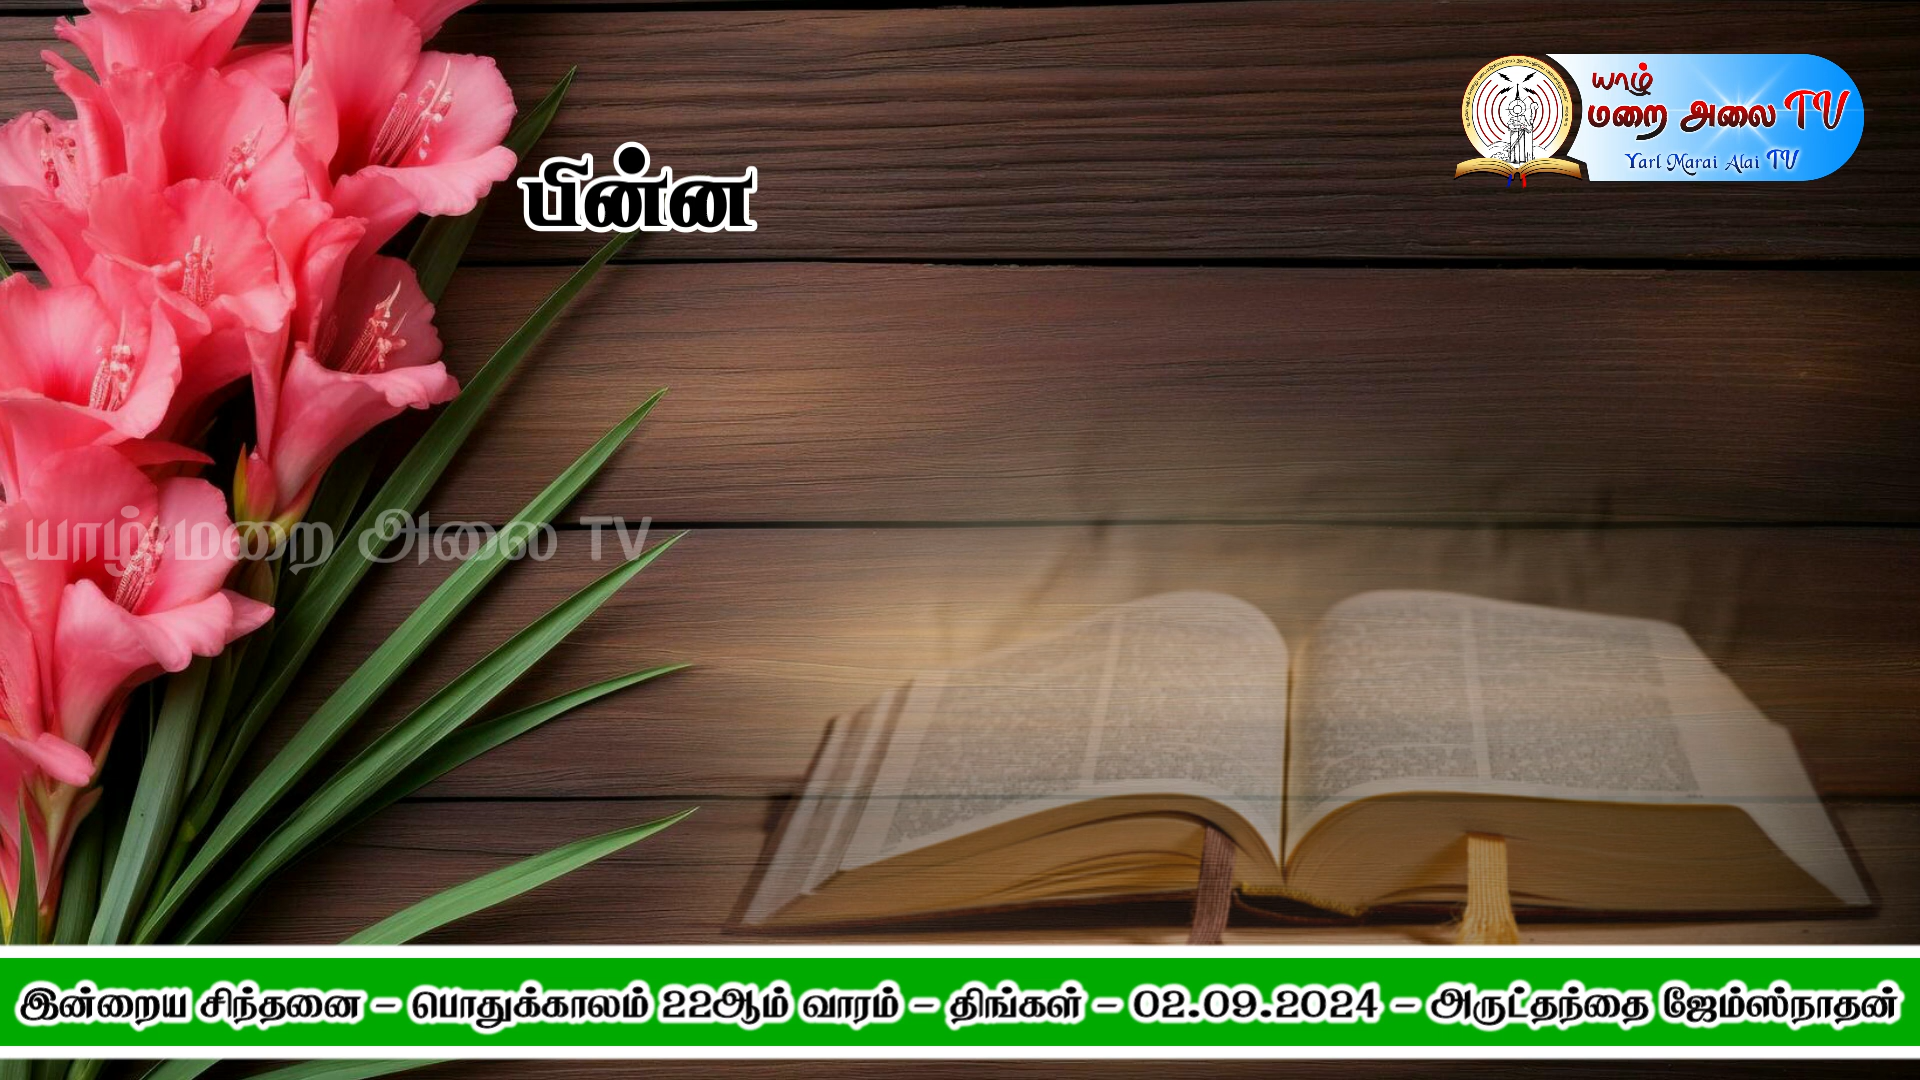 யாழ்
மறை அலை TV
Yarl Marai Alai TV
பின்ன
யாழ் மறை அலை TV
இன்றைய சிந்தனை – பொதுக்காலம் 22ஆம் வாரம் – திங்கள் – 02.09.2024 – அருட்தந்தை ஜேம்ஸ்நாதன்